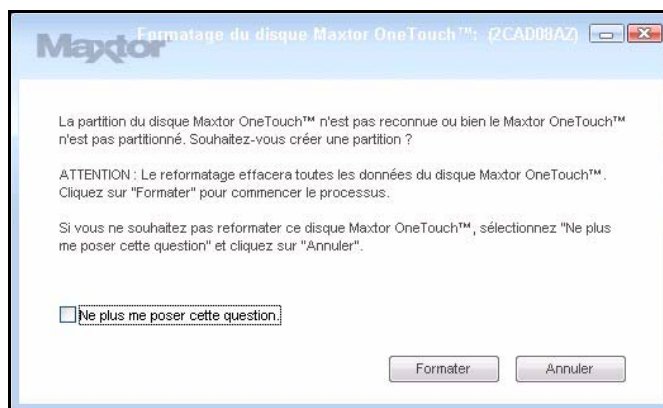 Maxtor
Formatage du disque Maxtor OneTouch™: (2CAD08AZ)
La partition du disque Maxtor OneTouch™ n'est pas reconnue ou bien le Maxtor OneTouch™
n'est pas partitionné. Souhaitez-vous créer une partition ?
ATTENTION : Le reformatage effacera toutes les données du disque Maxtor OneTouch™.
Cliquez sur "Formater" pour commencer le processus.
Si vous ne souhaitez pas reformater ce disque Maxtor OneTouch™, sélectionnez "Ne plus
me poser cette question" et cliquez sur "Annuler".
Ne plus me poser cette question.
Formater
Annuler